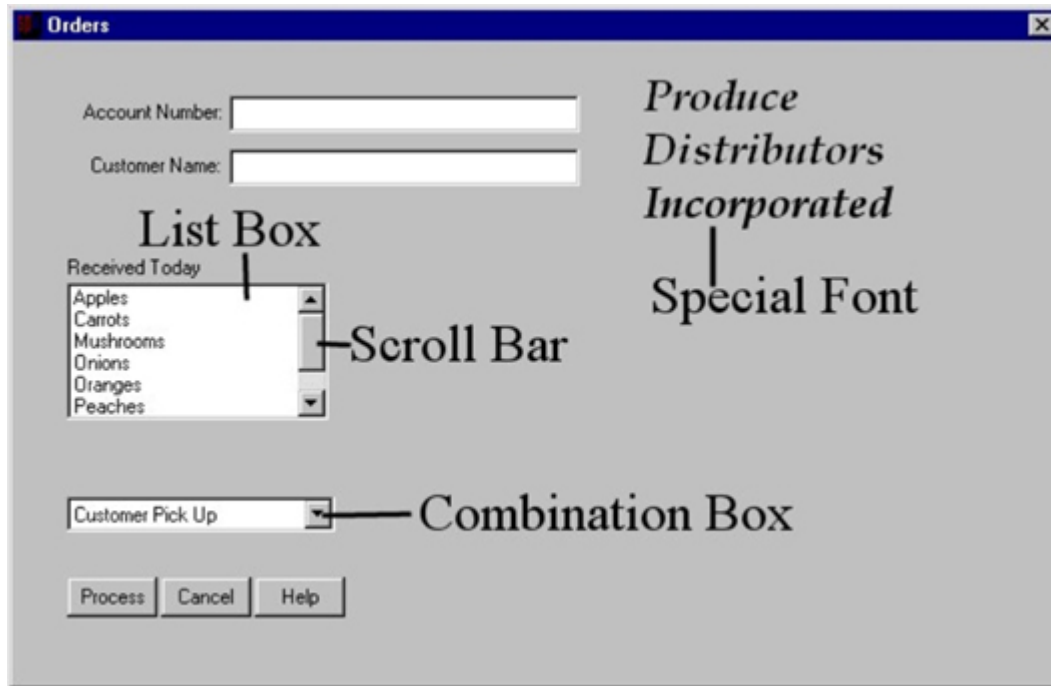 Orders
Account Number:
Produce
Customer Name:
Distributors
Incorporated
List Box
Received Today
Special Font
Apples
Carrots
Mushrooms
Onions
Oranges
Peaches
Scroll Bar
Customer Pick Up
Combination Box
Process Cancel Help